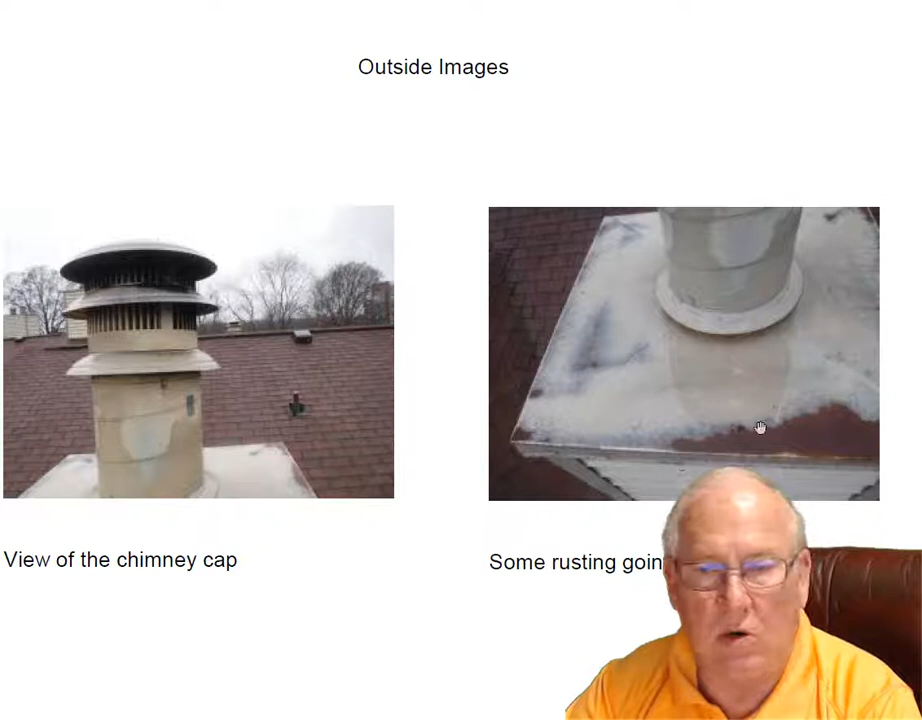 Outside Images
View of the chimney cap
Some rusting goin